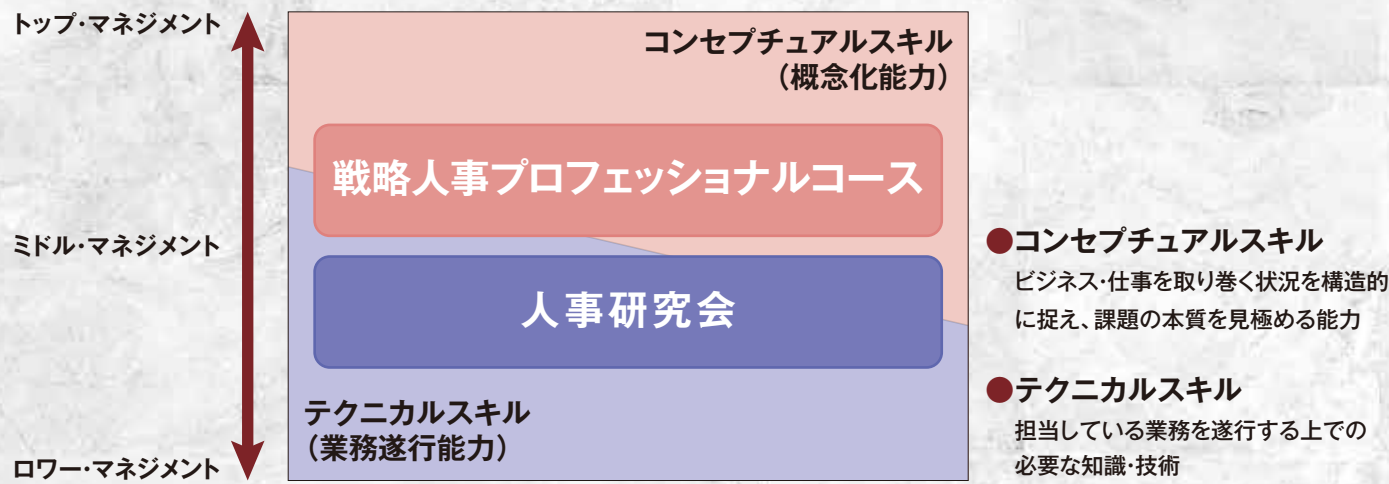 トップ・マネジメント
コンセプチュアルスキル
（概念化能力）
戦略人事プロフェッショナルコース
ミドル・マネジメント
人事研究会
テクニカルスキル
（業務遂行能力）
ロワー・マネジメント
●コンセプチュアルスキル
ビジネス・仕事を取り巻く状況を構造的
に捉え、課題の本質を見極める能力
●テクニカルスキル
担当している業務を遂行する上での
必要な知識・技術